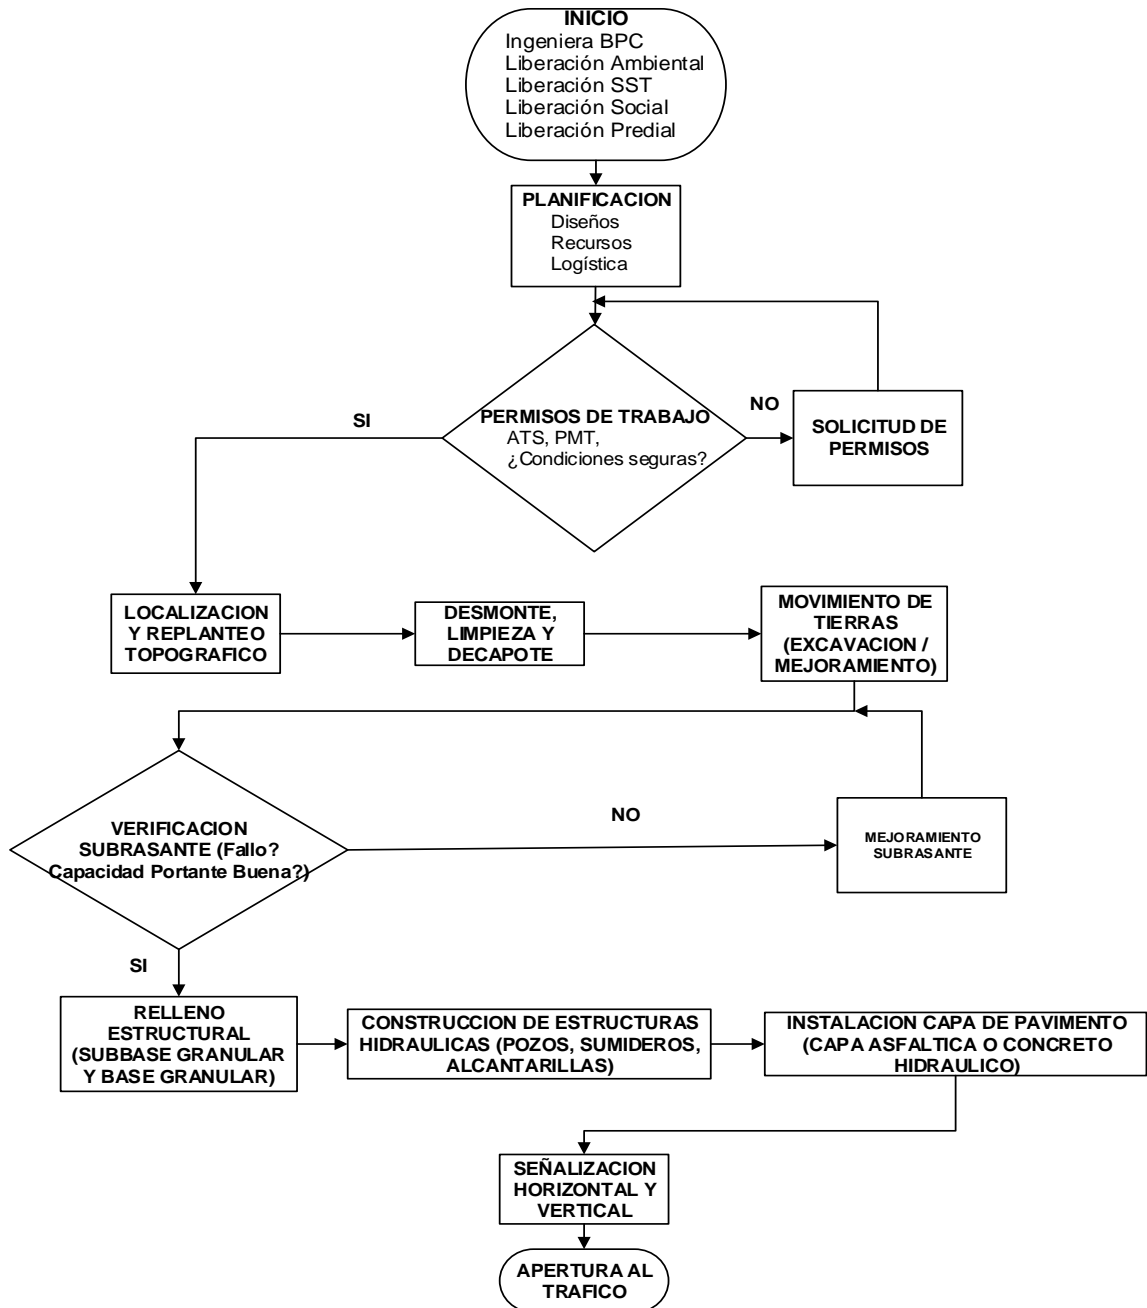 INICIO
Ingeniera BPC
Liberación Ambiental
Liberación SST
Liberación Social
Liberación Predial
PLANIFICACION
Diseños
Recursos
Logística
SI
PERMISOS DE TRABAJO
ATS, PMT,
¿Condiciones seguras?
NO
SOLICITUD DE
PERMISOS
LOCALIZACION
Y REPLANTEO
TOPOGRAFICO
DESMONTE,
LIMPIEZA Y
DECAPOTE
MOVIMIENTO DE
TIERRAS
(EXCAVACION /
MEJORAMIENTO)
VERIFICACION
SUBRASANTE (Fallo?
Capacidad Portante Buena?)
NO
MEJORAMIENTO
SUBRASANTE
SI
RELLENO
ESTRUCTURAL
(SUBBASE GRANULAR
Y BASE GRANULAR)
CONSTRUCCION DE ESTRUCTURAS
HIDRAULICAS (POZOS, SUMIDEROS,
ALCANTARILLAS)
INSTALACION CAPA DE PAVIMENTO
(CAPA ASFALTICA O CONCRETO
HIDRAULICO)
SEÑALIZACION
HORIZONTAL Y
VERTICAL
APERTURA AL
TRAFICO